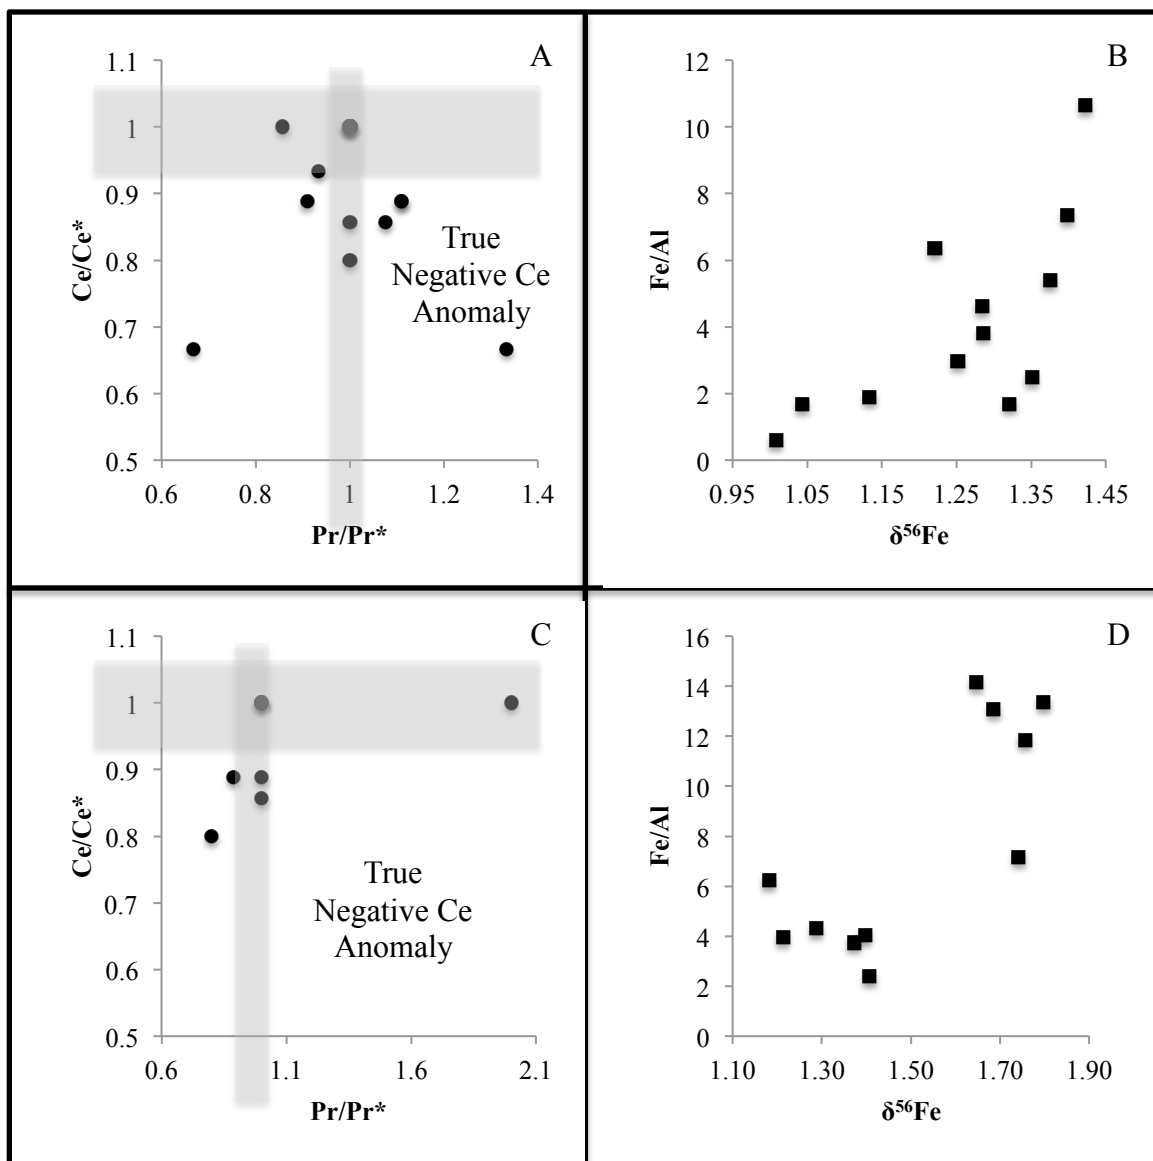 A
1.1
1
0.9
0.8
0.7
0.6
0.5
Ce/Ce*
True
Negative Ce
Anomaly
0.6 0.8 1 1.2 1.4
Pr/Pr*
B
12
10
8
6
4
2
0
Fe/Al
0.95 1.05 1.15 1.25 1.35 1.45
δ⁵⁶Fe
C
1.1
1
0.9
0.8
0.7
0.6
0.5
Ce/Ce*
True
Negative Ce
Anomaly
0.6 1.1 1.6 2.1
Pr/Pr*
D
16
14
12
10
8
6
4
2
0
Fe/Al
1.10 1.30 1.50 1.70 1.90
δ⁵⁶Fe